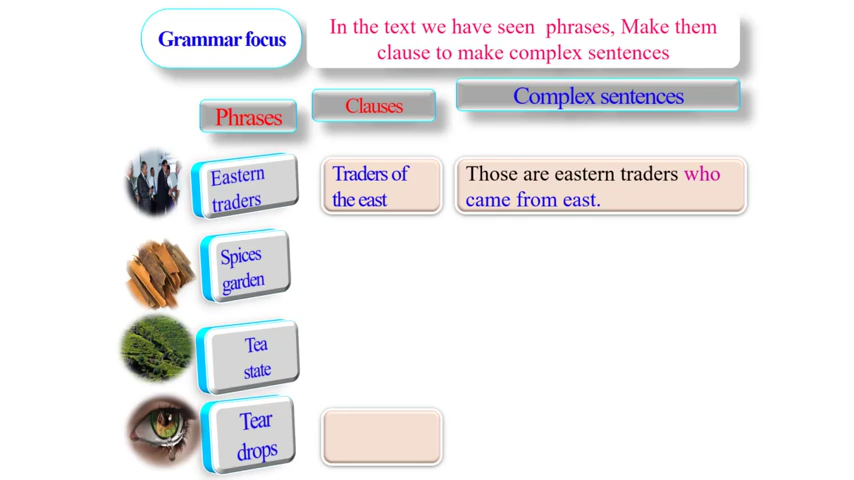 Grammar focus
In the text we have seen phrases, Make them
clause to make complex sentences
Phrases
Clauses
Complex sentences
Eastern
traders
Traders of
the east
Those are eastern traders who
came from east.
Spices
garden
Tea
state
Tear
drops